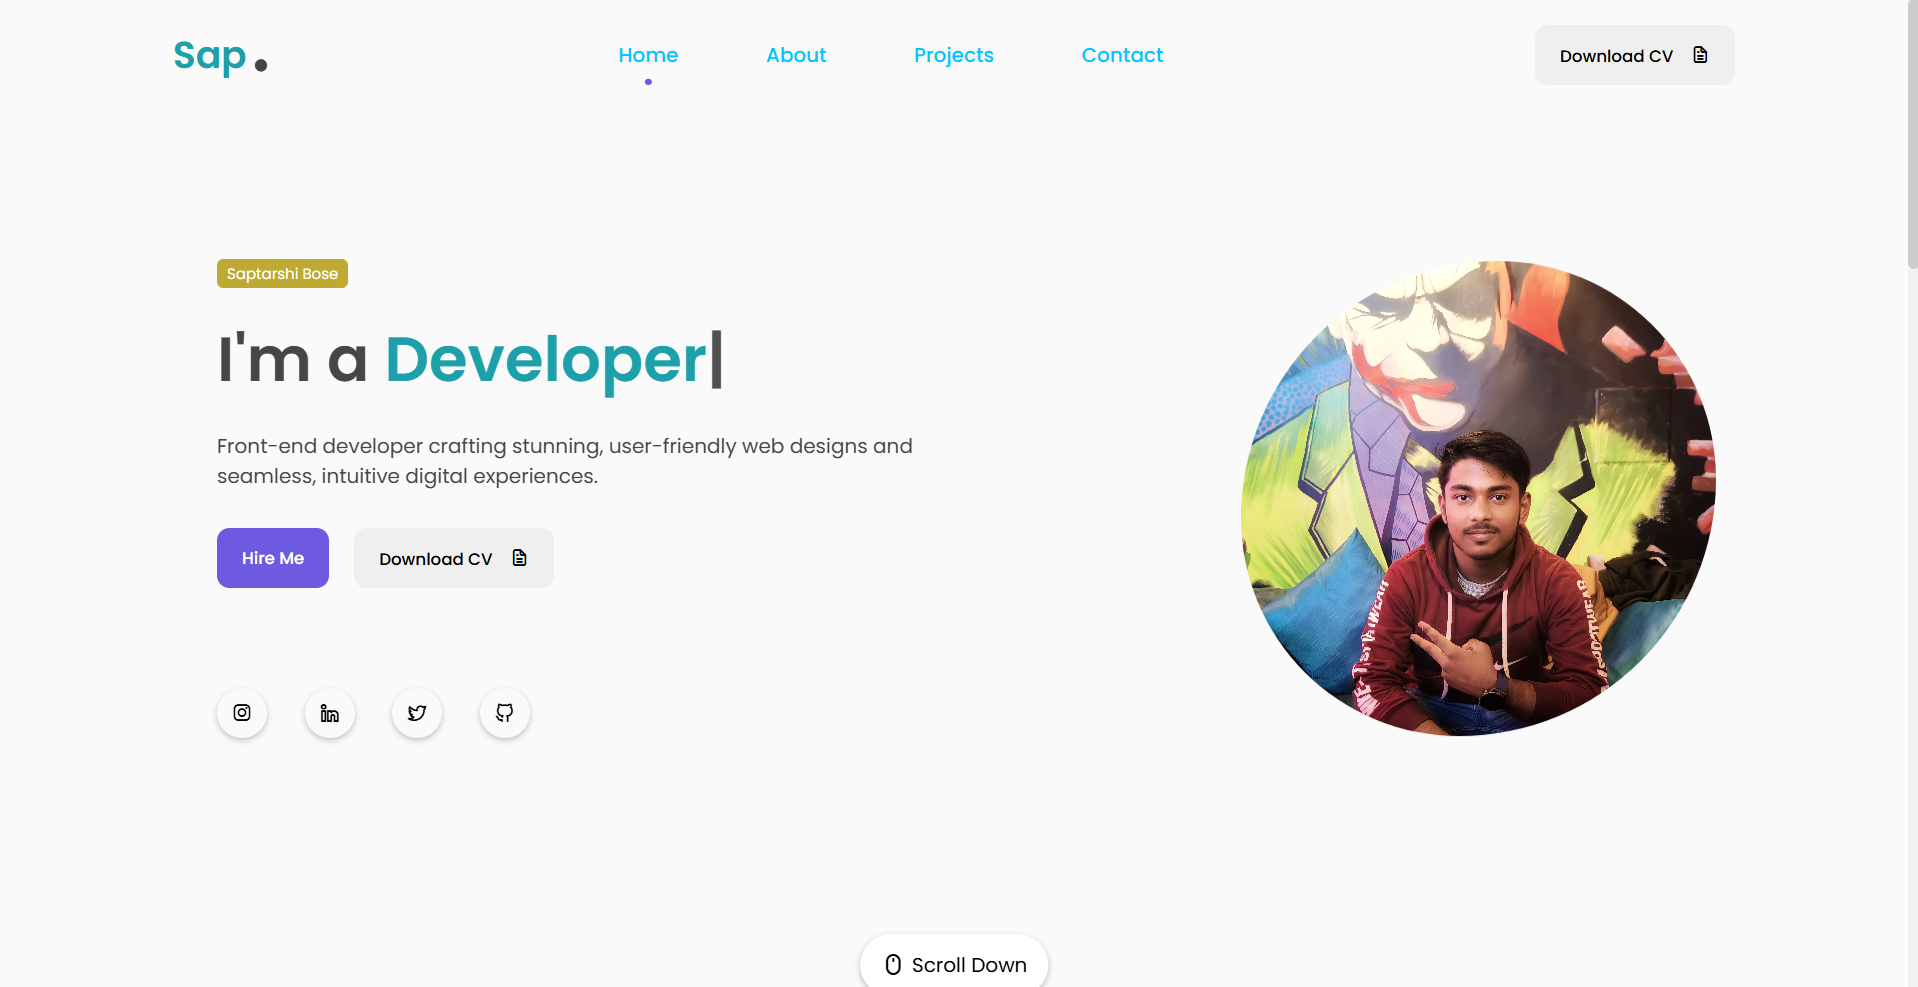 Sap.
Home
About
Projects
Contact
Download CV
Saptarshi Bose
I'm a Developer|
Front-end developer crafting stunning, user-friendly web designs and
seamless, intuitive digital experiences.
Hire Me
Download CV
Scroll Down